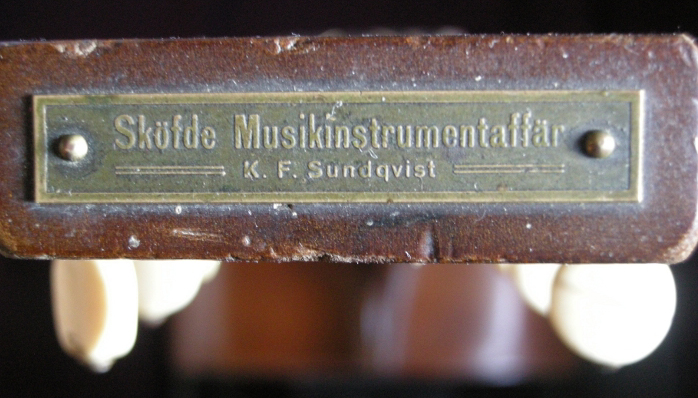 Sköfde Musikinstrumentaffär
K. F. Sundqvist